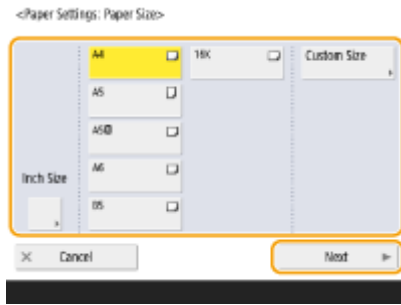 <Paper Settings: Paper Size>
A4
16K
Custom Size
A5
A5R
A6
Inch Size
B5
Cancel
Next